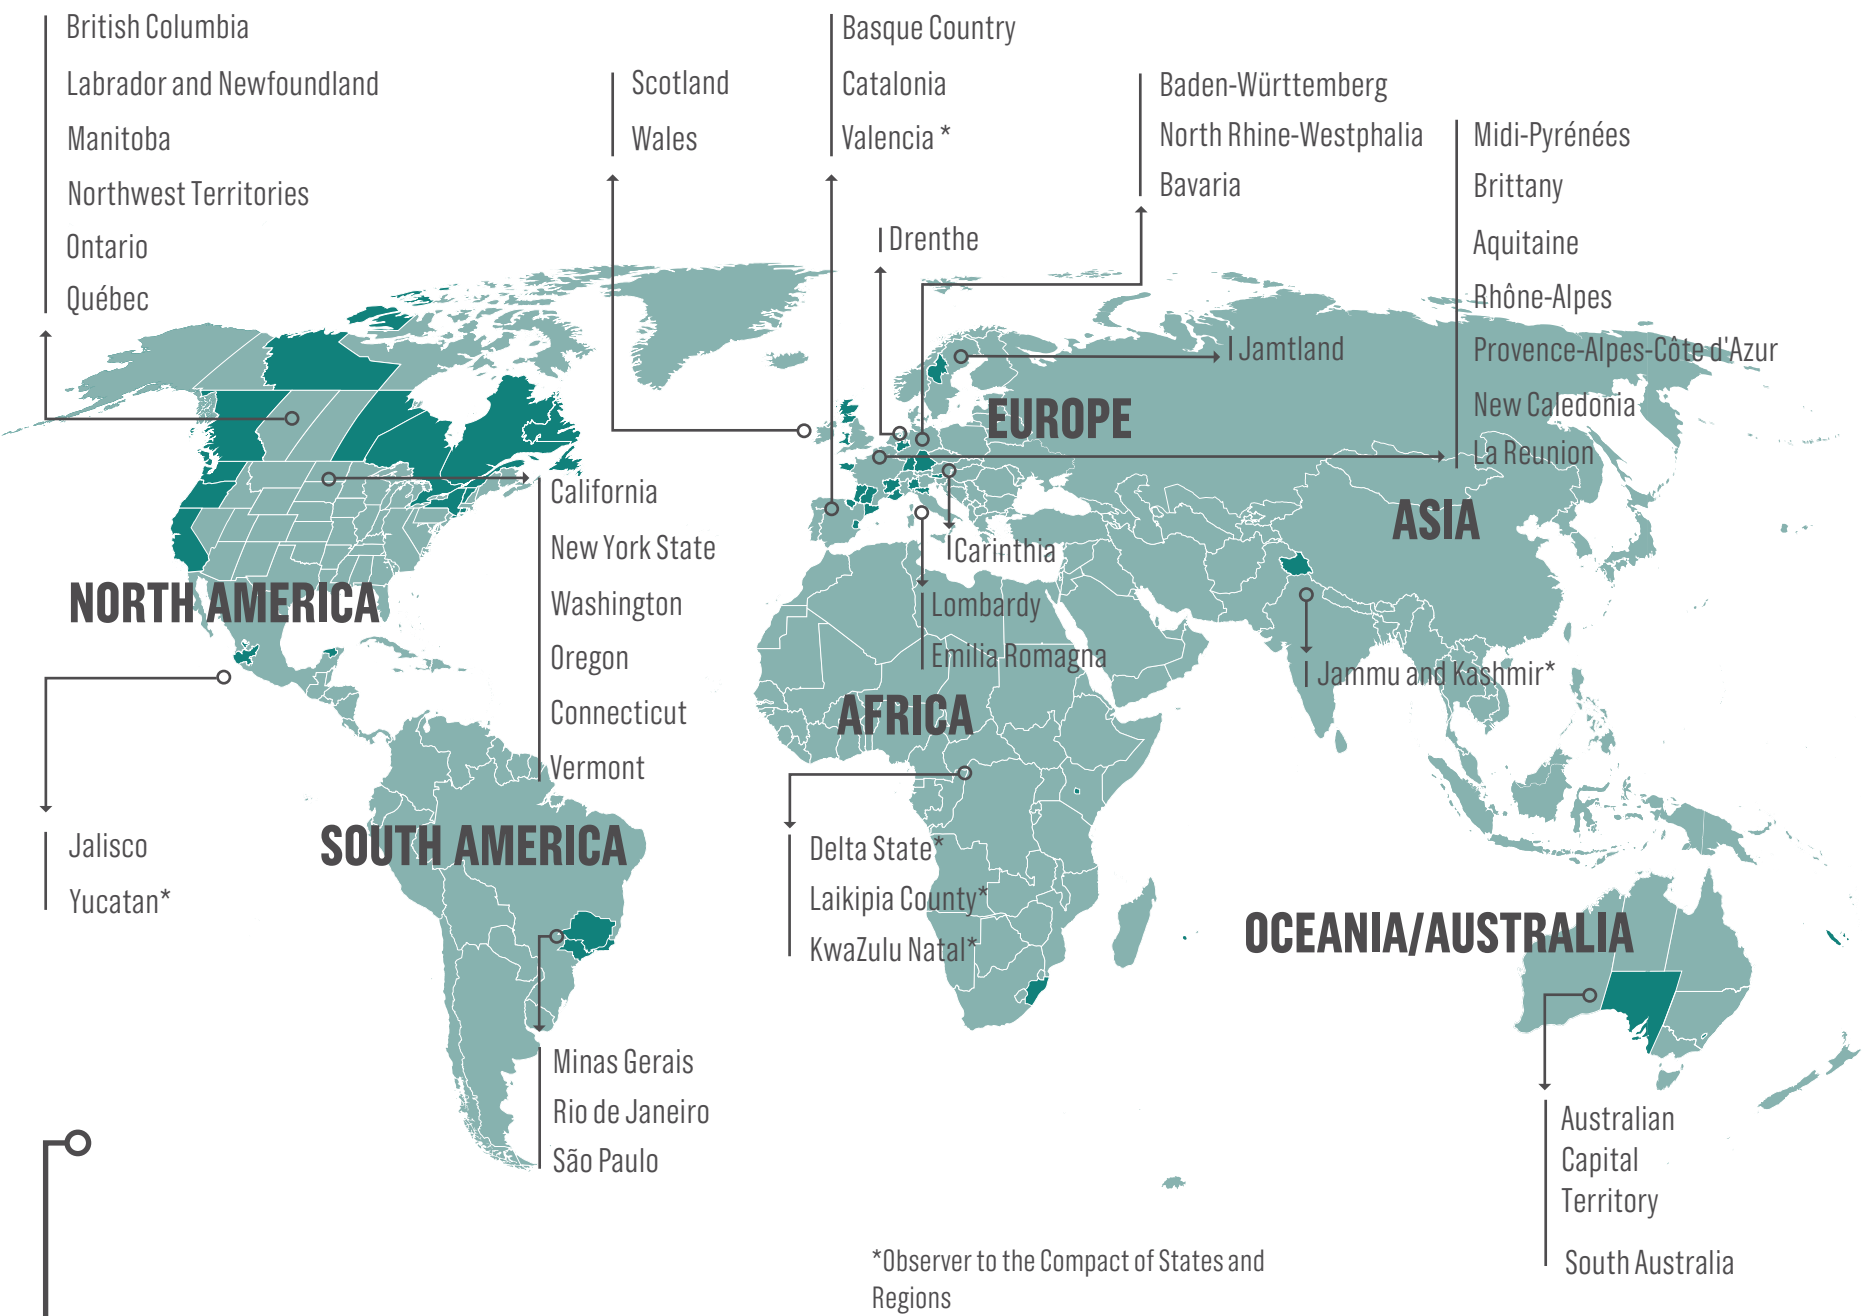 British Columbia
Labrador and Newfoundland
Manitoba
Northwest Territories
Ontario
Québec
Scotland
Wales
Basque Country
Catalonia
Valencia *
Drenthe
Baden-Württemberg
North Rhine-Westphalia
Bavaria
Midi-Pyrénées
Brittany
Aquitaine
Rhône-Alpes
Provence-Alpes-Côte d'Azur
New Caledonia
La Reunion
Jamtland
EUROPE
ASIA
California
New York State
Washington
Oregon
Connecticut
Vermont
NORTH AMERICA
Carinthia
Lombardy
Emilia Romagna
Jammu and Kashmir*
AFRICA
Jalisco
Yucatan*
SOUTH AMERICA
Delta State*
Laikipia County*
KwaZulu Natal*
OCEANIA/AUSTRALIA
Minas Gerais
Rio de Janeiro
São Paulo
Australian
Capital
Territory
South Australia
*Observer to the Compact of States and
Regions